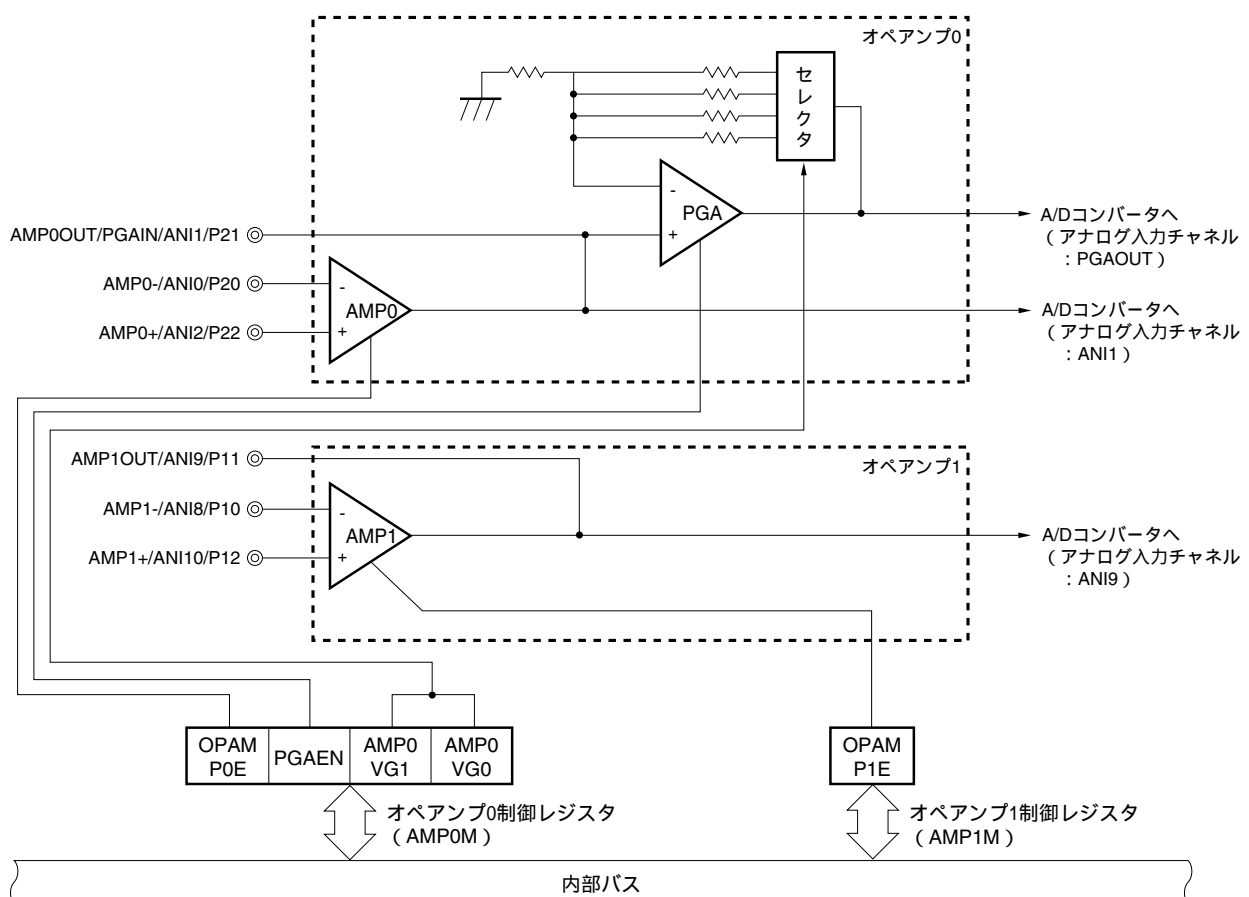 オペアンプ0
セ
レ
ク
タ
-
PGA
+
A/Dコンバータへ
（アナログ入力チャネル
：PGAOUT）
AMP0OUT/PGAIN/ANI1/P21
AMP0-/ANI0/P20
-
AMP0
AMP0+/ANI2/P22
+
A/Dコンバータへ
（アナログ入力チャネル
：ANI1）
オペアンプ1
AMP1OUT/ANI9/P11
AMP1-/ANI8/P10
-
AMP1
AMP1+/ANI10/P12
+
A/Dコンバータへ
（アナログ入力チャネル
：ANI9）
OPAM
P0E
PGAEN
AMP0
VG1
AMP0
VG0
OPAM
P1E
オペアンプ0制御レジスタ
（AMP0M）
オペアンプ1制御レジスタ
（AMP1M）
内部バス